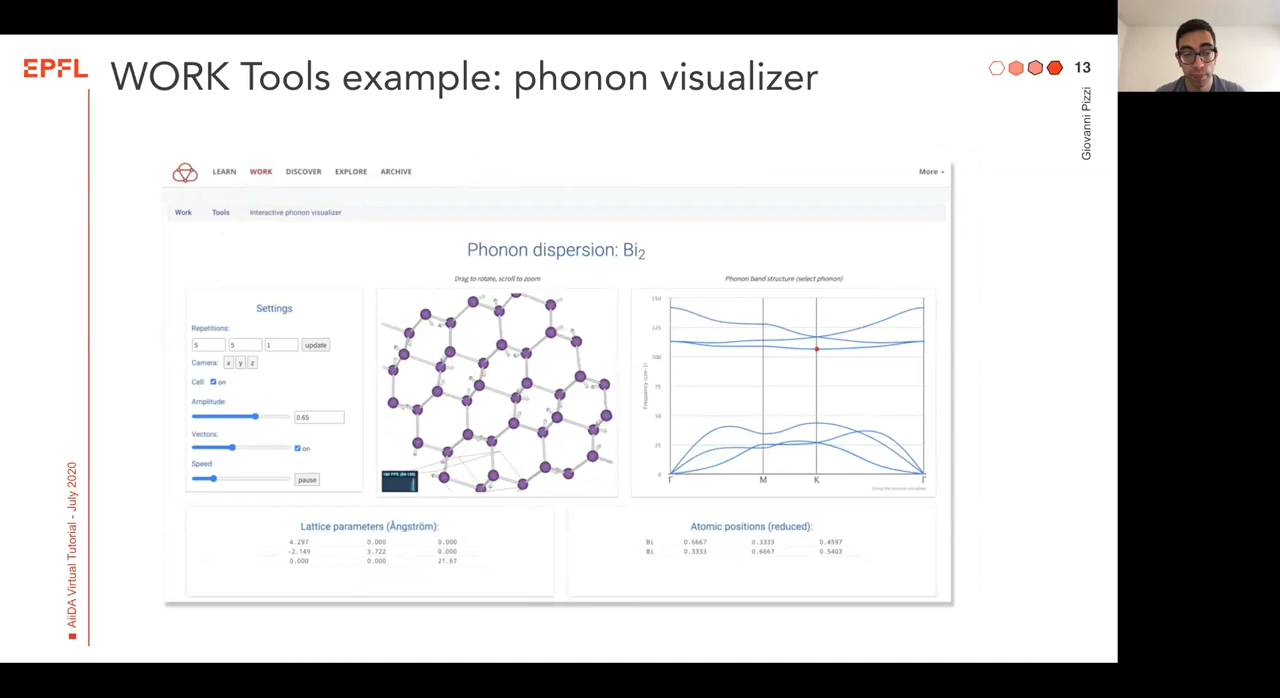 EPFL
WORK Tools example: phonon visualizer
13
Giovanni Pizzi
AiiDA Virtual Tutorial - July 2020
LEARN WORK DISCOVER EXPLORE ARCHIVE More
Work Tools Interactive phonon visualizer
Phonon dispersion: Bi2
Drag to rotate, scroll to zoom
Phonon band structure (select phonon)
Settings
Repetitions:
5 5 1 update
Camera: x y z
Cell: on
Amplitude:
0.65
Vectors:
on
Speed:
pause
Frequency (cm-1)
150
125
100
75
50
25
0
Γ M K Γ
Lattice parameters (Ångström):
4.297 0.000 0.000
-2.149 3.722 0.000
0.000 0.000 21.67
Atomic positions (reduced):
Bi 0.6667 0.3333 0.4597
Bi 0.3333 0.6667 0.5403